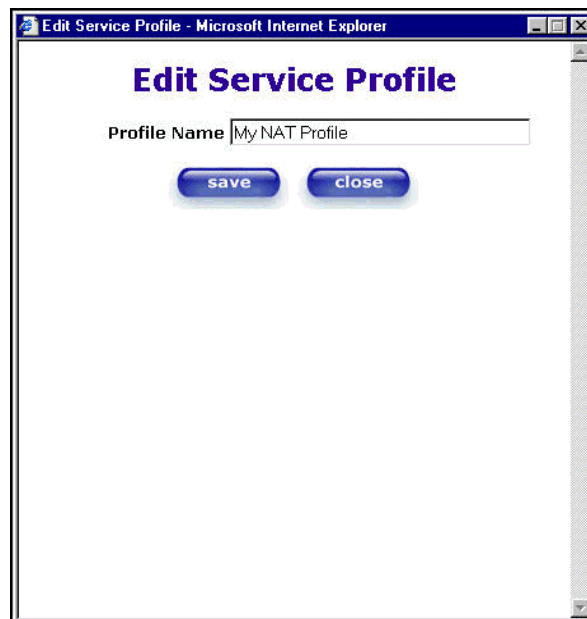 Edit Service Profile - Microsoft Internet Explorer
Edit Service Profile
Profile Name My NAT Profile
save close